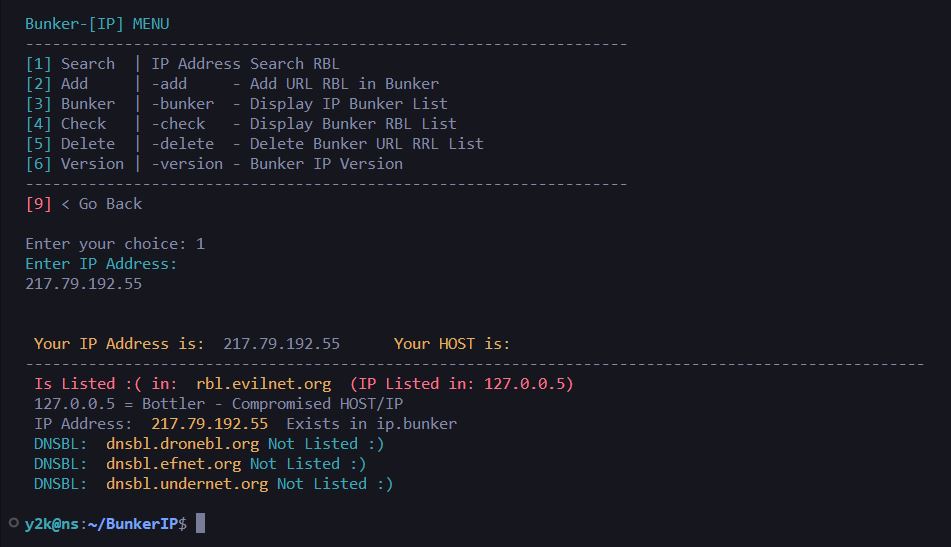 Bunker-[IP] MENU
-------------------------------------------------------------------
[1] Search  | IP Address Search RBL
[2] Add     | -add     - Add URL RBL in Bunker
[3] Bunker  | -bunker  - Display IP Bunker List
[4] Check   | -check   - Display Bunker RBL List
[5] Delete  | -delete  - Delete Bunker URL RRL List
[6] Version | -version - Bunker IP Version
-------------------------------------------------------------------
[9] < Go Back
Enter your choice: 1
Enter IP Address:
217.79.192.55
Your IP Address is:  217.79.192.55      Your HOST is:
----------------------------------------------------------------------------------------------------
Is Listed :( in:  rbl.evilnet.org  (IP Listed in: 127.0.0.5)
127.0.0.5 = Bottler - Compromised HOST/IP
IP Address:  217.79.192.55  Exists in ip.bunker
DNSBL:  dnsbl.dronebl.org Not Listed :)
DNSBL:  dnsbl.efnet.org Not Listed :)
DNSBL:  dnsbl.undernet.org Not Listed :)
y2k@ns:~/BunkerIP$